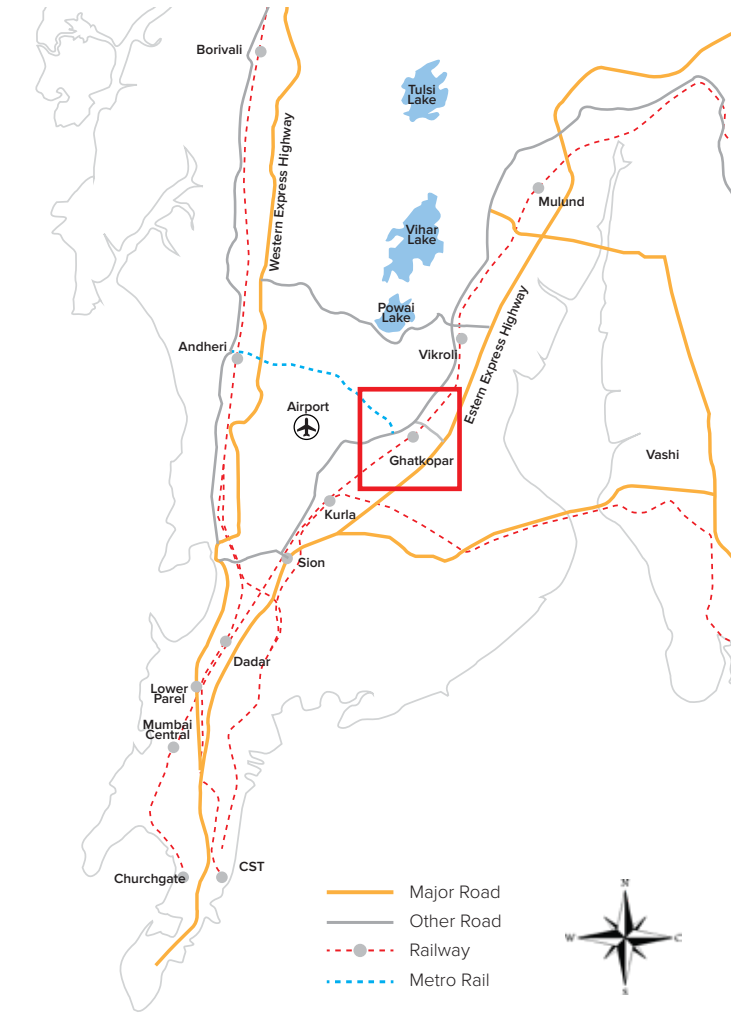 Borivali
Tulsi
Lake
Western Express Highway
Mulund
Vihar
Lake
Powai
Lake
Andheri
Vikroli
Estern Express Highway
Airport
Ghatkopar
Vashi
Kurla
Sion
Dadar
Lower
Parel
Mumbai
Central
Churchgate
CST
Major Road
Other Road
Railway
Metro Rail
N
W
C
S